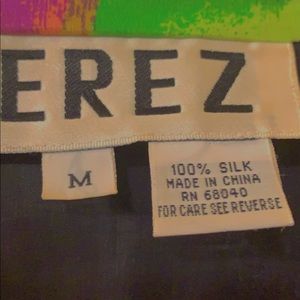 EREZ
M
100% SILK
MADE IN CHINA
RN 68040
FOR CARE SEE REVERSE